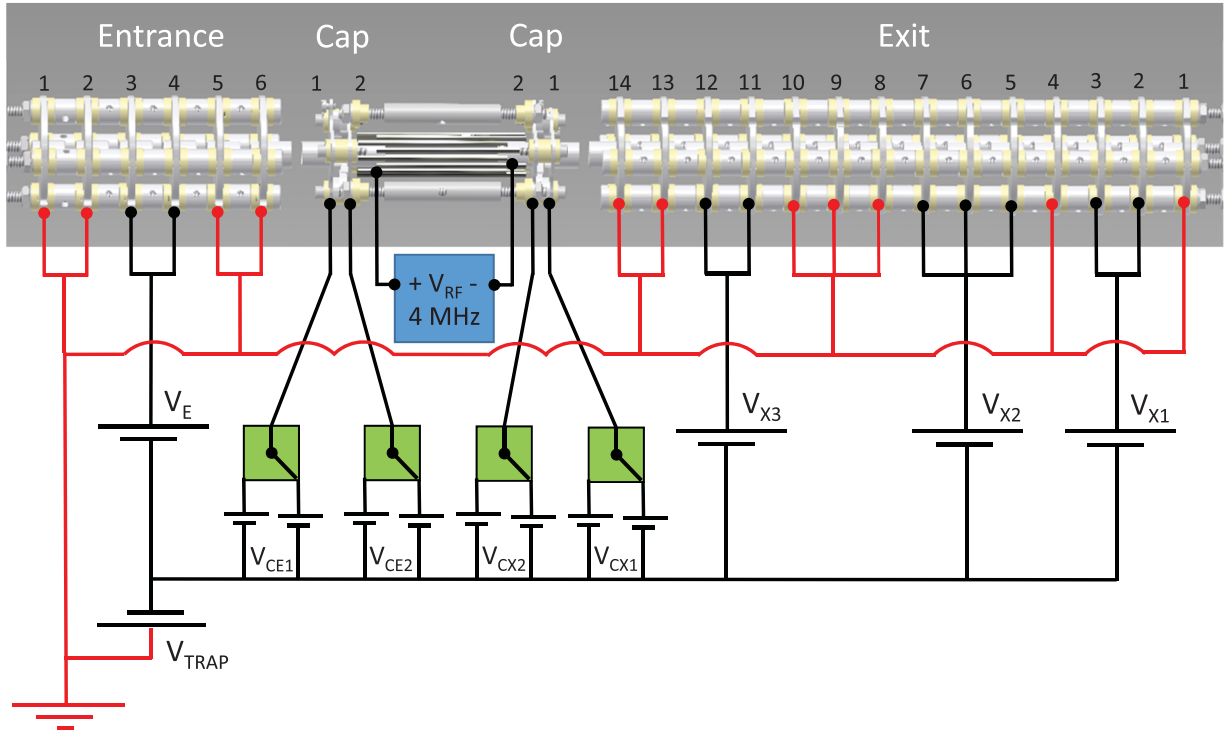 Entrance Cap Cap Exit
1 2 3 4 5 6 1 2 2 1 14 13 12 11 10 9 8 7 6 5 4 3 2 1
+ VRF -
4 MHz
VE VX3 VX2 VX1
VCE1 VCE2 VCX2 VCX1
VTRAP